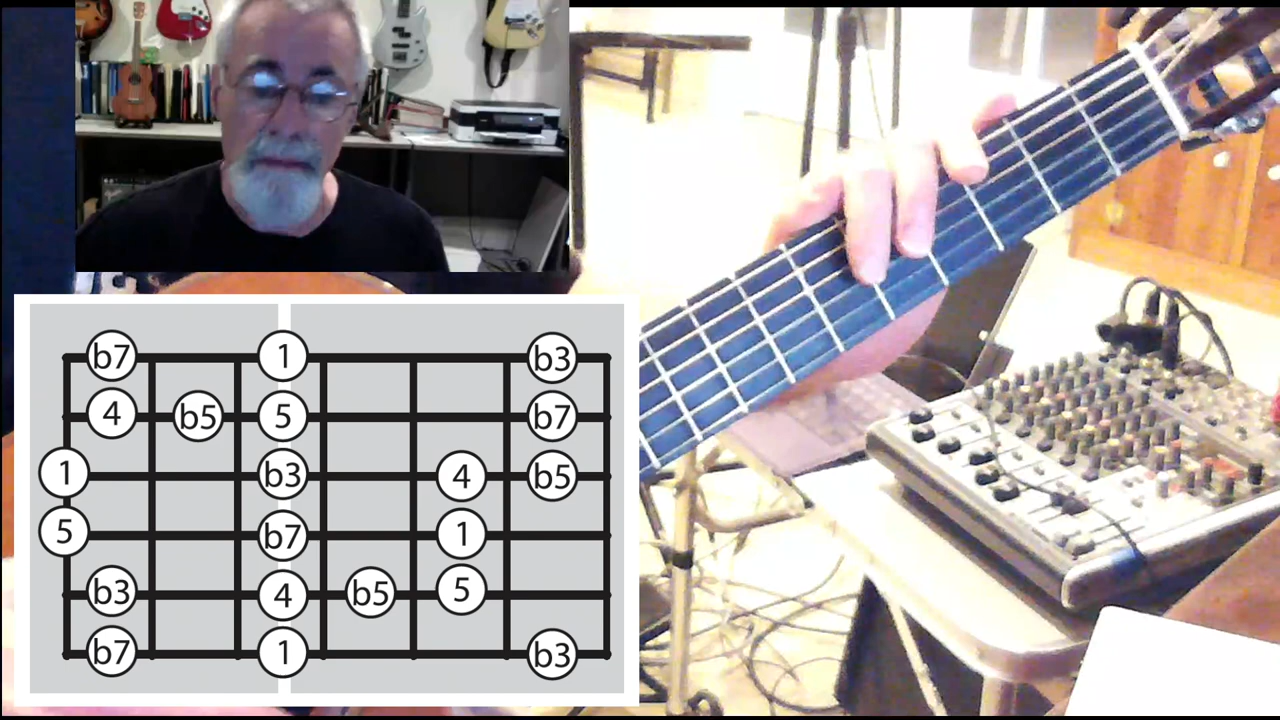 b7 1 b3
4 b5 5 b7
1 b3 4 b5
5 b7 1
b3 4 b5 5
b7 1 b3